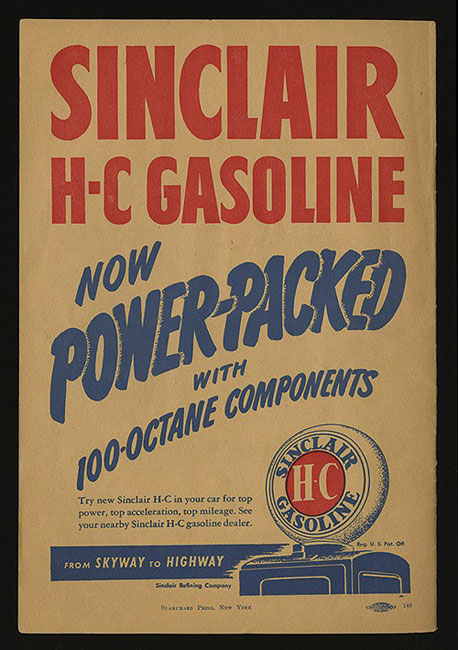 SINCLAIR
H-C GASOLINE
NOW
POWER-PACKED
WITH
100-OCTANE COMPONENTS
SINCLAIR
H-C
GASOLINE
Try new Sinclair H-C in your car for top
power, top acceleration, top mileage. See
your nearby Sinclair H-C gasoline dealer.
Reg. U. S. Pat. Off.
FROM SKYWAY TO HIGHWAY
Sinclair Refining Company
BLANCHARD PRESS, NEW YORK
140